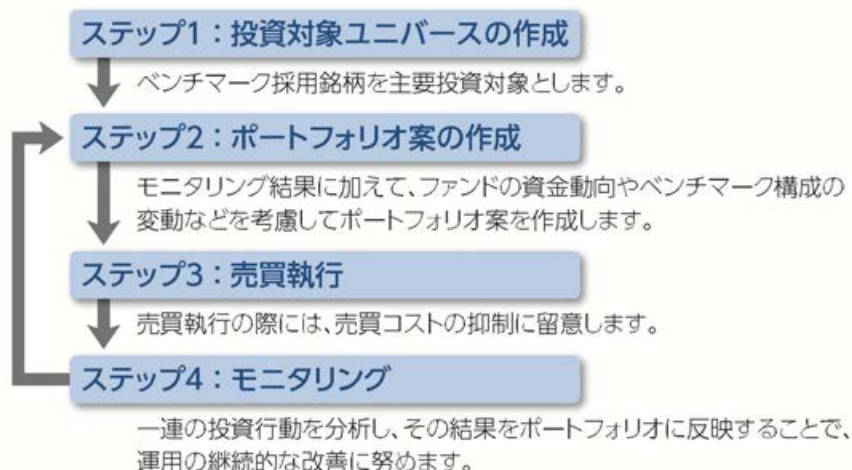 ステップ1：投資対象ユニバースの作成
ベンチマーク採用銘柄を主要投資対象とします。
ステップ2：ポートフォリオ案の作成
モニタリング結果に加えて、ファンドの資金動向やベンチマーク構成の
変動などを考慮してポートフォリオ案を作成します。
ステップ3：売買執行
売買執行の際には、売買コストの抑制に留意します。
ステップ4：モニタリング
一連の投資行動を分析し、その結果をポートフォリオに反映することで、
運用の継続的な改善に努めます。